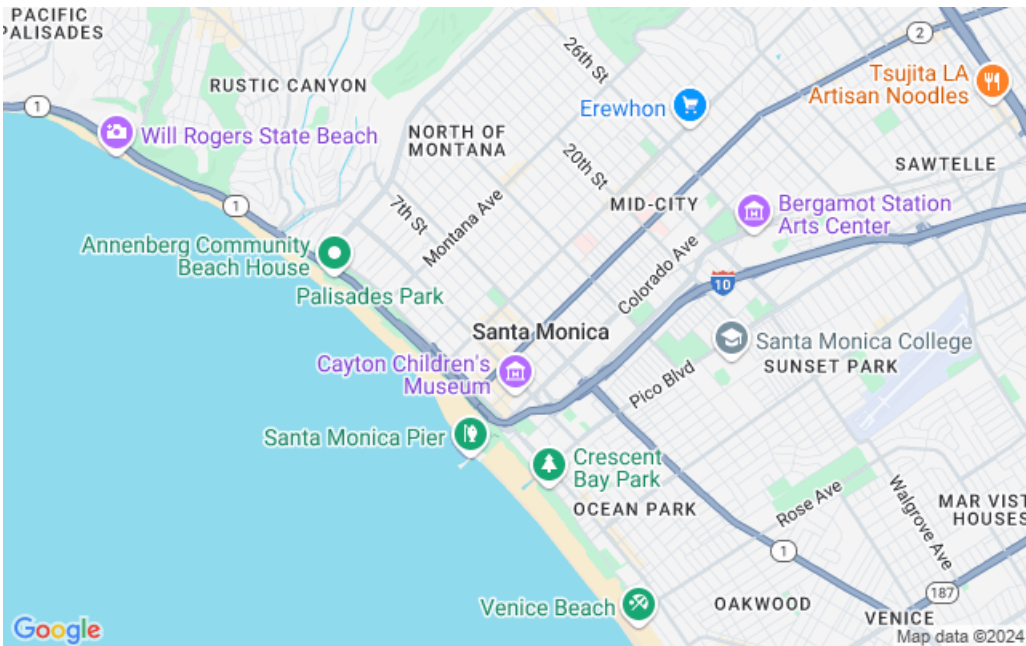 PACIFIC
PALISADES
26th St
2
Tsujita LA
Artisan Noodles
RUSTIC CANYON
Erewhon
1
Will Rogers State Beach
NORTH OF
MONTANA
20th St
SAWTELLE
1
7th St
Montana Ave
MID-CITY
Bergamot Station
Arts Center
Annenberg Community
Beach House
Colorado Ave
10
Palisades Park
Santa Monica
Santa Monica College
SUNSET PARK
Cayton Children's
Museum
Pico Blvd
Santa Monica Pier
Crescent
Bay Park
OCEAN PARK
Rose Ave
Walgrove Ave
MAR VIST
HOUSES
1
187
Venice Beach
OAKWOOD
VENICE
Google
Map data ©2024